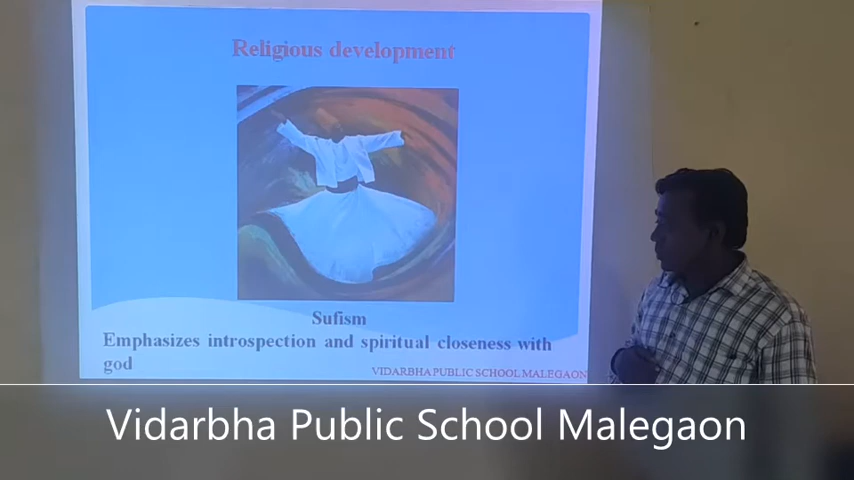 Religious development
Sufism
Emphasizes introspection and spiritual closeness with
god
VIDARBHA PUBLIC SCHOOL MALEGAON
Vidarbha Public School Malegaon